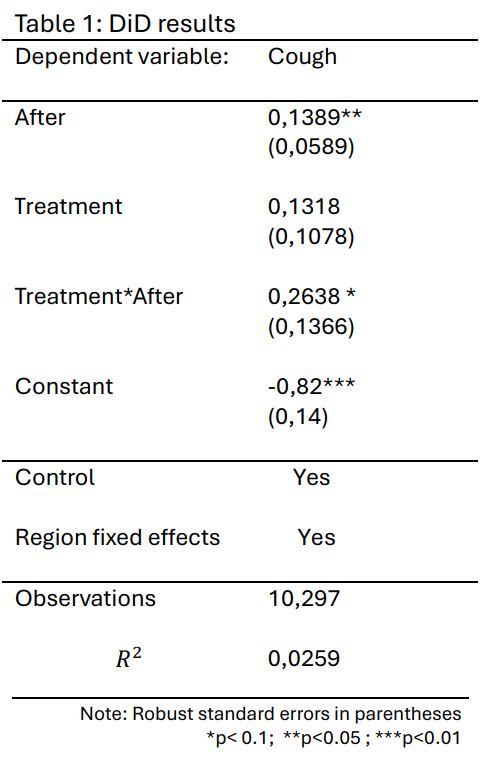 Table 1: DiD results
Dependent variable: Cough
After 0,1389**
(0,0589)
Treatment 0,1318
(0,1078)
Treatment*After 0,2638 *
(0,1366)
Constant -0,82***
(0,14)
Control Yes
Region fixed effects Yes
Observations 10,297
R² 0,0259
Note: Robust standard errors in parentheses
*p< 0.1; **p<0.05 ; ***p<0.01